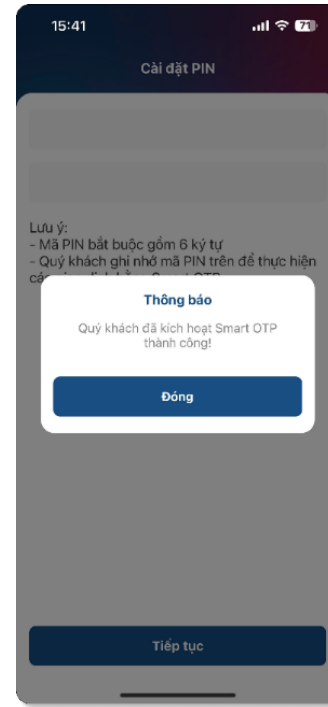 15:41
71
Cài đặt PIN
Lưu ý:
- Mã PIN bắt buộc gồm 6 ký tự
- Quý khách ghi nhớ mã PIN trên để thực hiện
Thông báo
Quý khách đã kích hoạt Smart OTP
thành công!
Đóng
Tiếp tục